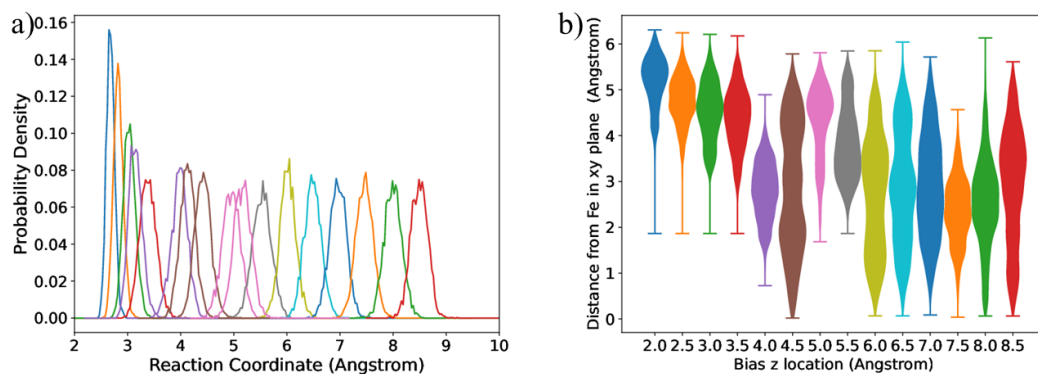 a)
0.16
0.14
0.12
0.10
0.08
0.06
0.04
0.02
0.00
Probability Density
2 3 4 5 6 7 8 9 10
Reaction Coordinate (Angstrom)
b)
6
5
4
3
2
1
0
Distance from Fe in xy plane (Angstrom)
2.0 2.5 3.0 3.5 4.0 4.5 5.0 5.5 6.0 6.5 7.0 7.5 8.0 8.5
Bias z location (Angstrom)